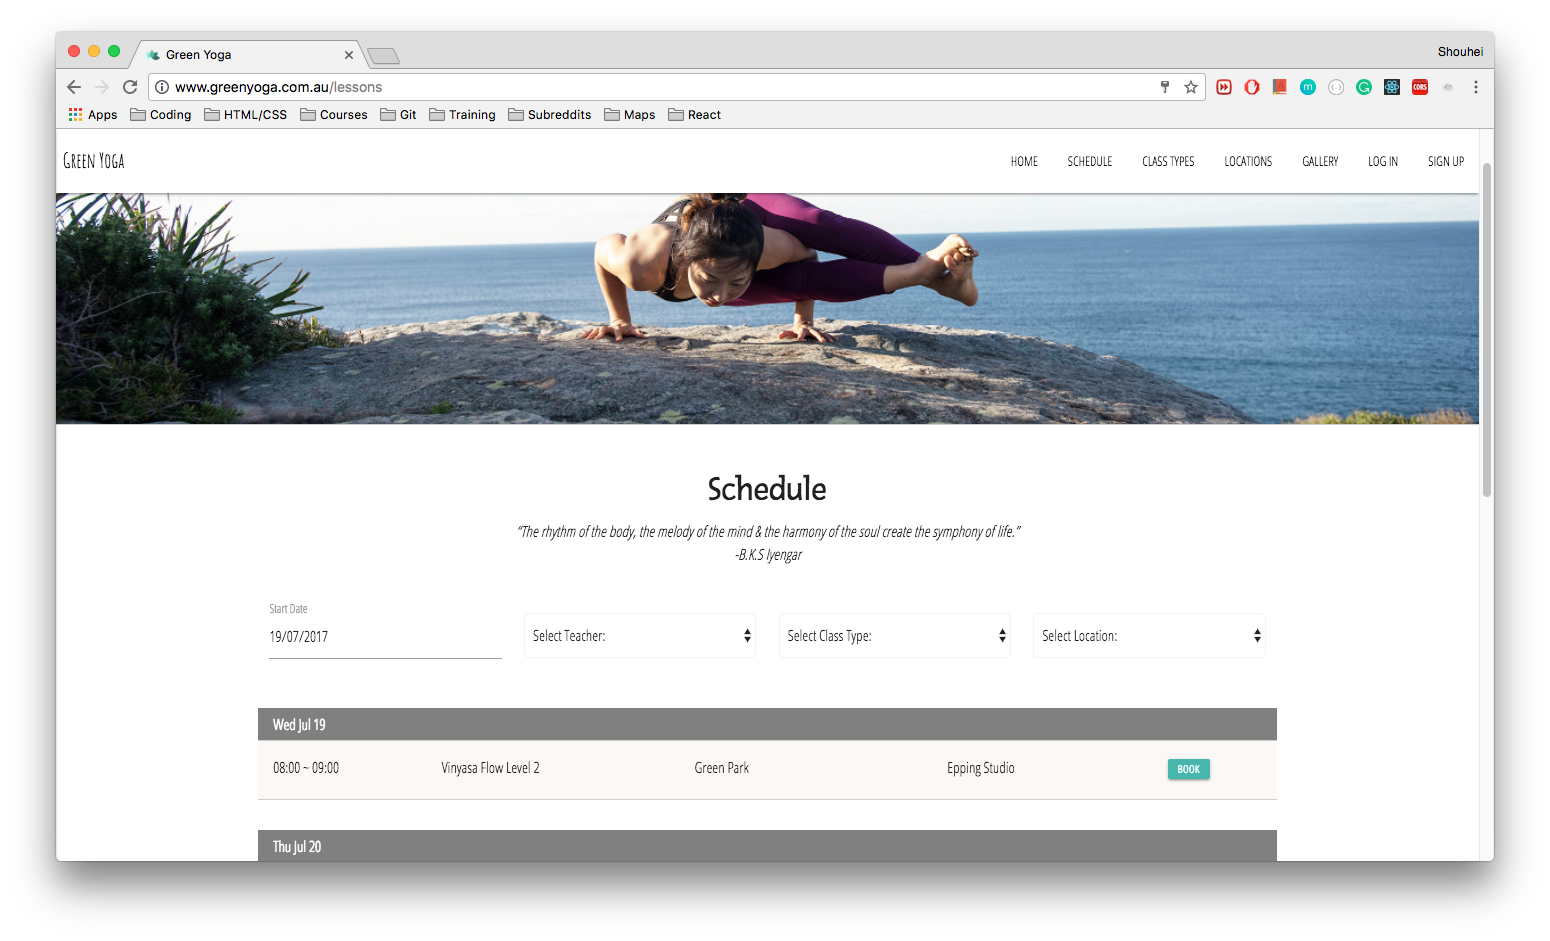 Green Yoga
Shouhei
www.greenyoga.com.au/lessons
CORS
Apps Coding HTML/CSS Courses Git Training Subreddits Maps React
Green Yoga HOME SCHEDULE CLASS TYPES LOCATIONS GALLERY LOG IN SIGN UP
Schedule
“The rhythm of the body, the melody of the mind & the harmony of the soul create the symphony of life.”
-B.K.S Iyengar
Start Date
19/07/2017 Select Teacher: Select Class Type: Select Location:
Wed Jul 19
08:00 ~ 09:00 Vinyasa Flow Level 2 Green Park Epping Studio BOOK
Thu Jul 20